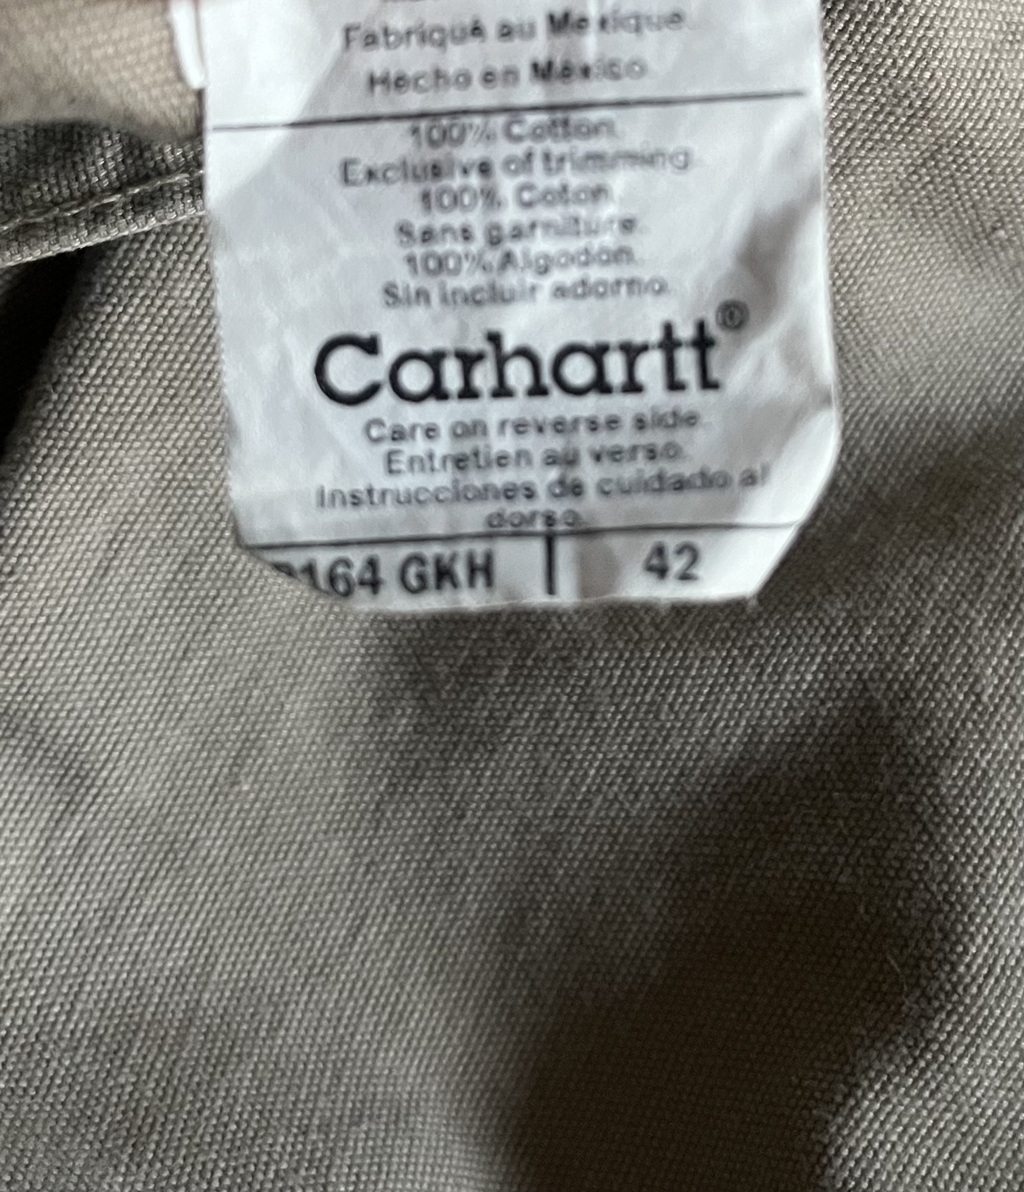 Fabriqué au Mexique.
Hecho en México.
100% Cotton.
Exclusive of trimming
100% Coton.
Sans garniture.
100% Algodón.
Sin incluir adorno.
Carhartt®
Care on reverse side.
Entretien au verso.
Instrucciones de cuidado al
dorso.
164 GKH | 42